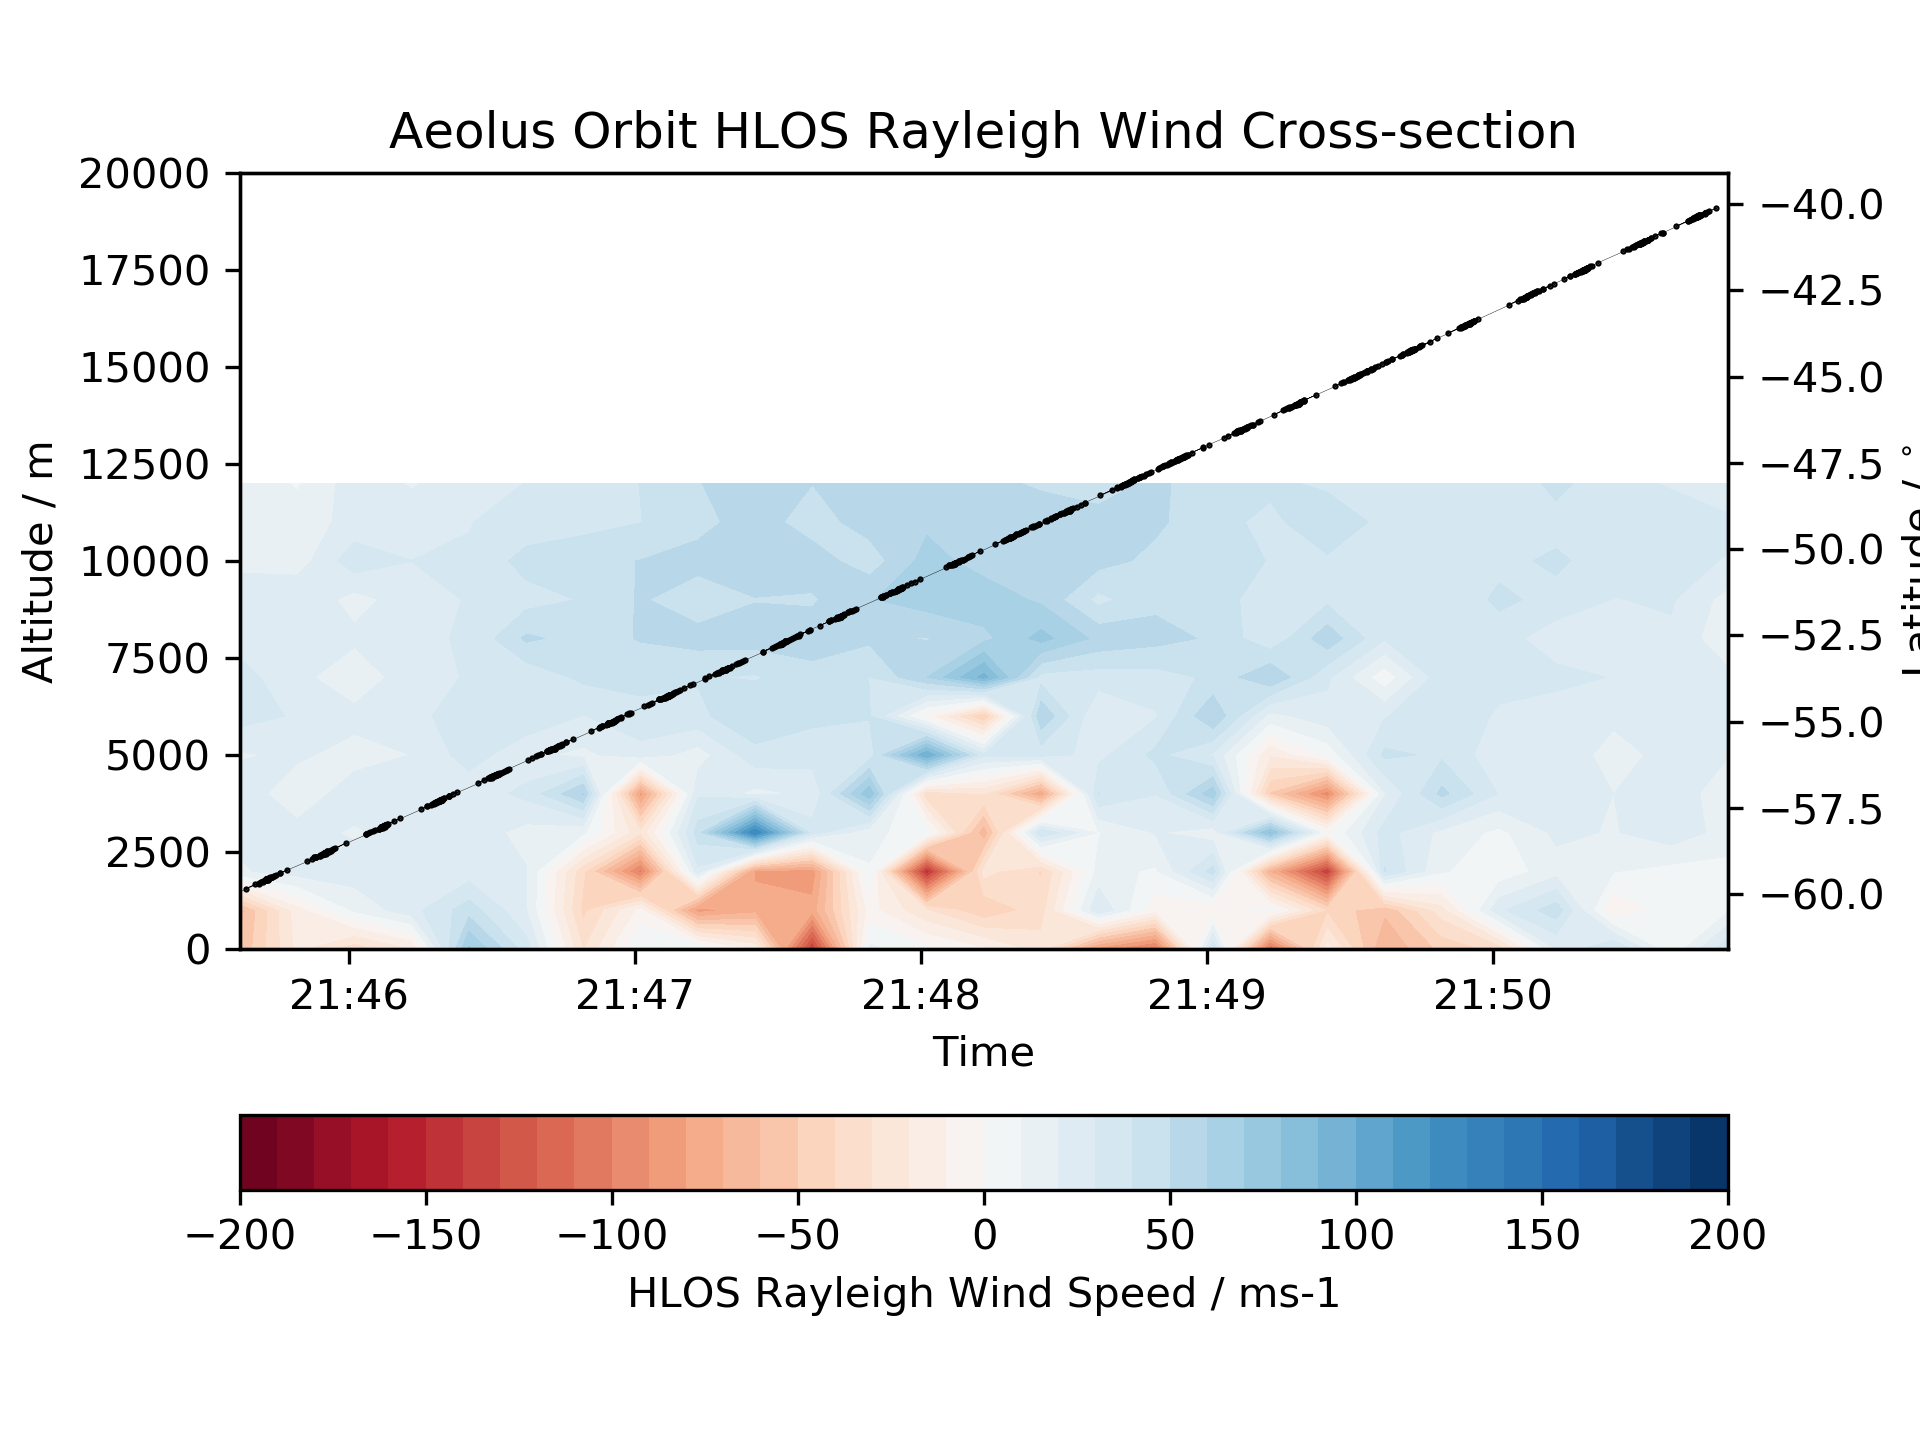 Aeolus Orbit HLOS Rayleigh Wind Cross-section
20000
17500
15000
12500
10000
7500
5000
2500
0
Altitude / m
−40.0
−42.5
−45.0
−47.5
−50.0
−52.5
−55.0
−57.5
−60.0
Latitude / °
21:46 21:47 21:48 21:49 21:50
Time
−200 −150 −100 −50 0 50 100 150 200
HLOS Rayleigh Wind Speed / ms-1